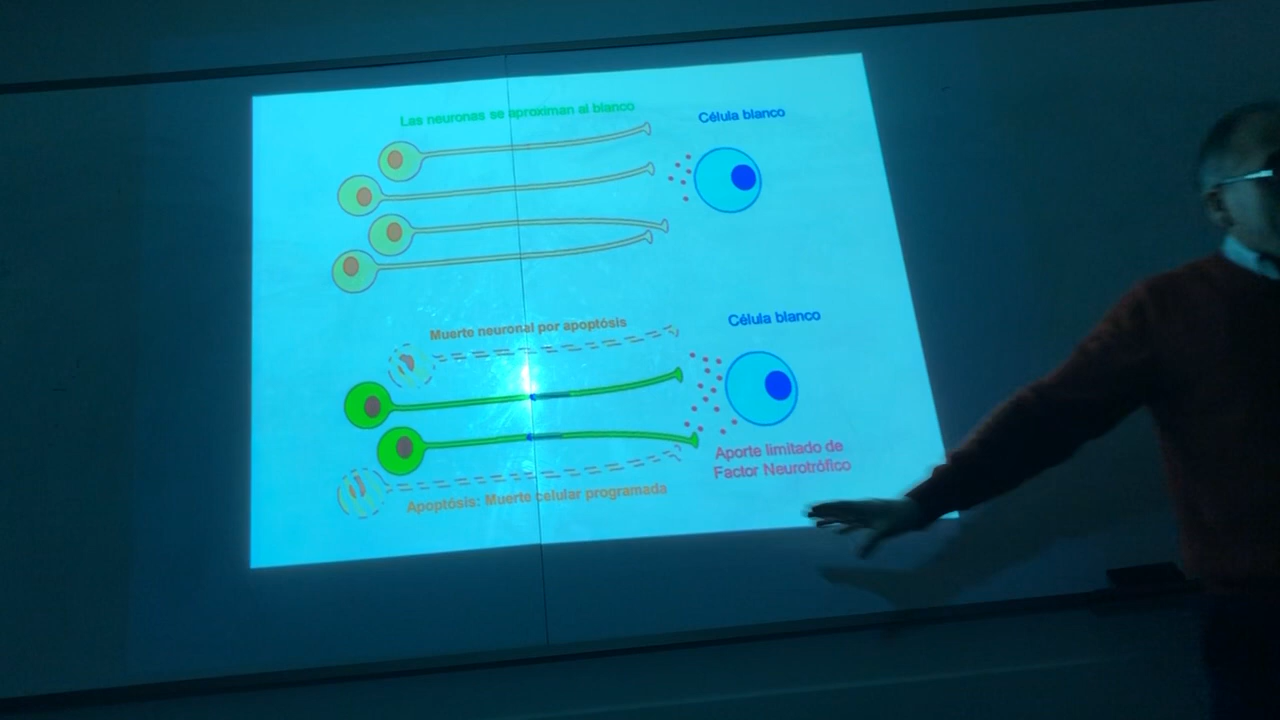 Las neuronas se aproximan al blanco
Célula blanco
Muerte neuronal por apoptósis
Célula blanco
Aporte limitado de
Factor Neurotrófico
Apoptósis: Muerte celular programada